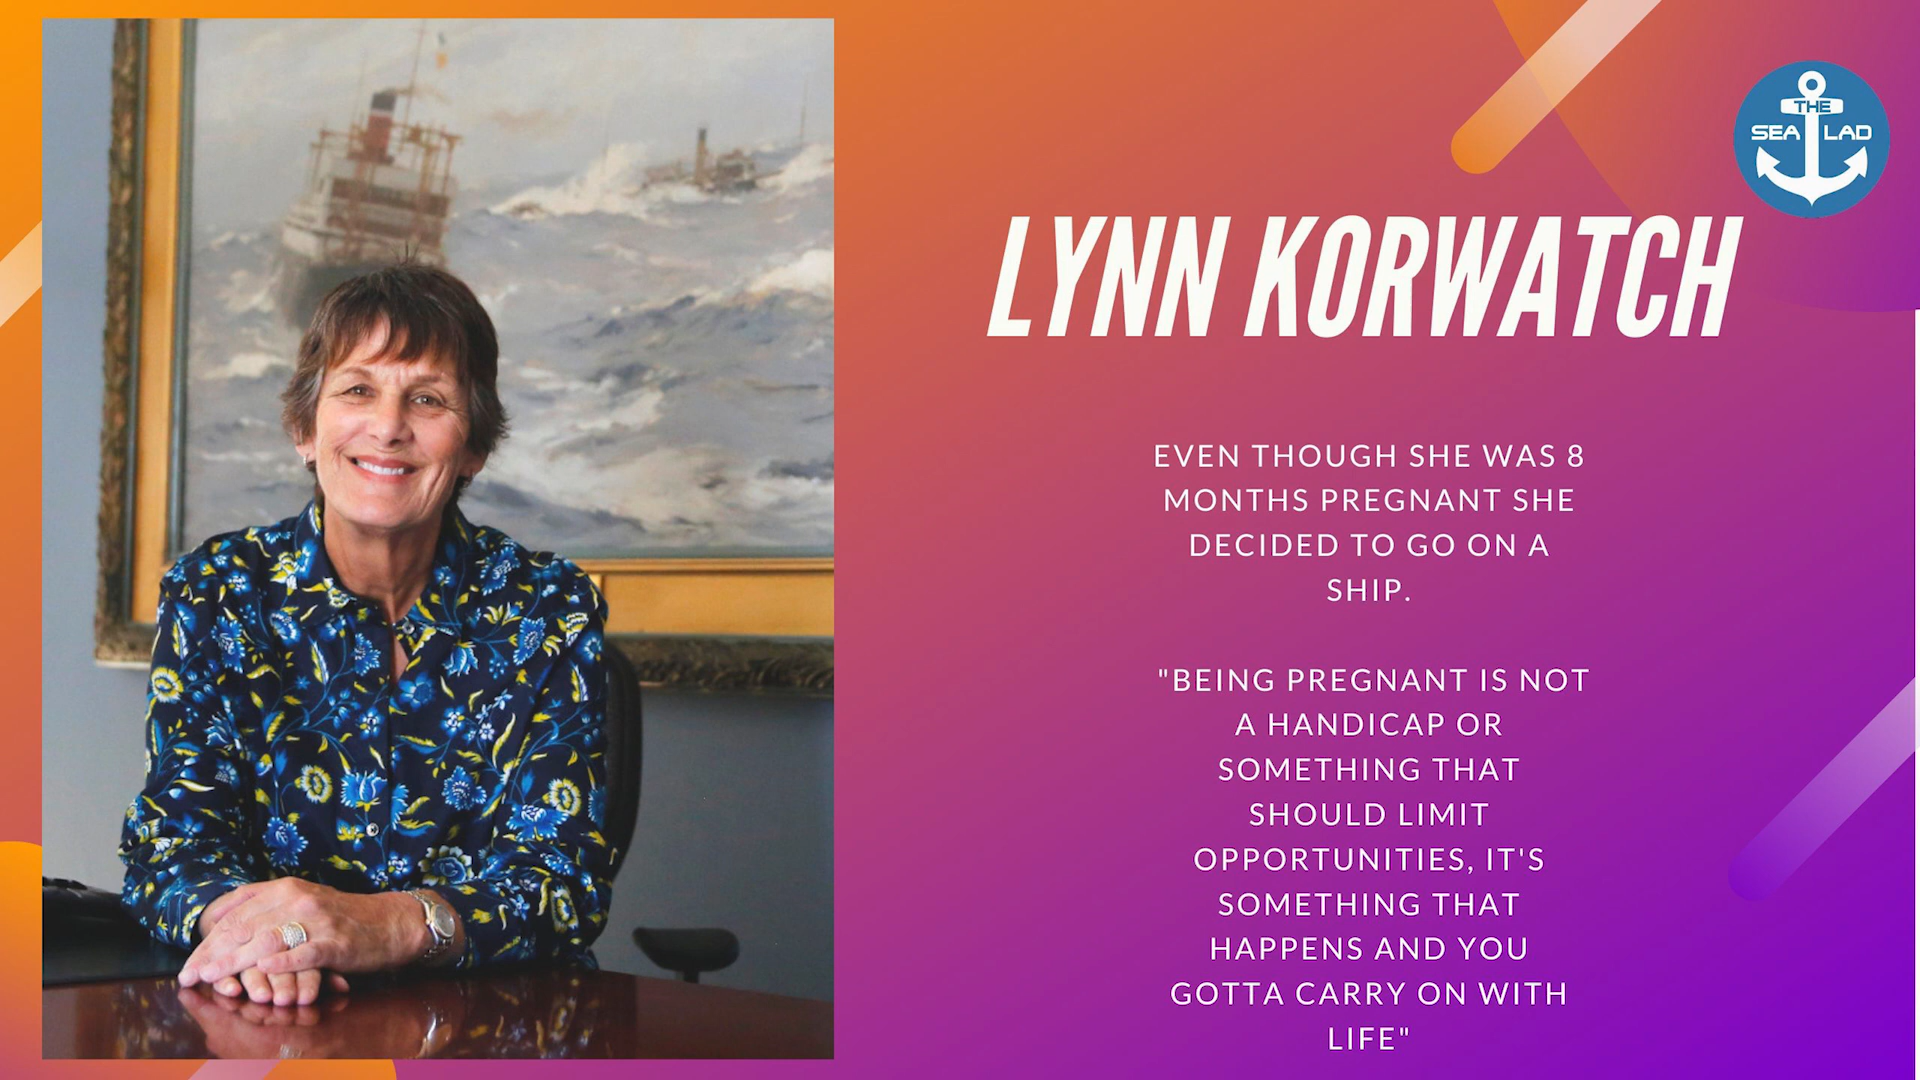 THE
SEA LAD
LYNN KORWATCH
EVEN THOUGH SHE WAS 8
MONTHS PREGNANT SHE
DECIDED TO GO ON A
SHIP.
"BEING PREGNANT IS NOT
A HANDICAP OR
SOMETHING THAT
SHOULD LIMIT
OPPORTUNITIES, IT'S
SOMETHING THAT
HAPPENS AND YOU
GOTTA CARRY ON WITH
LIFE"